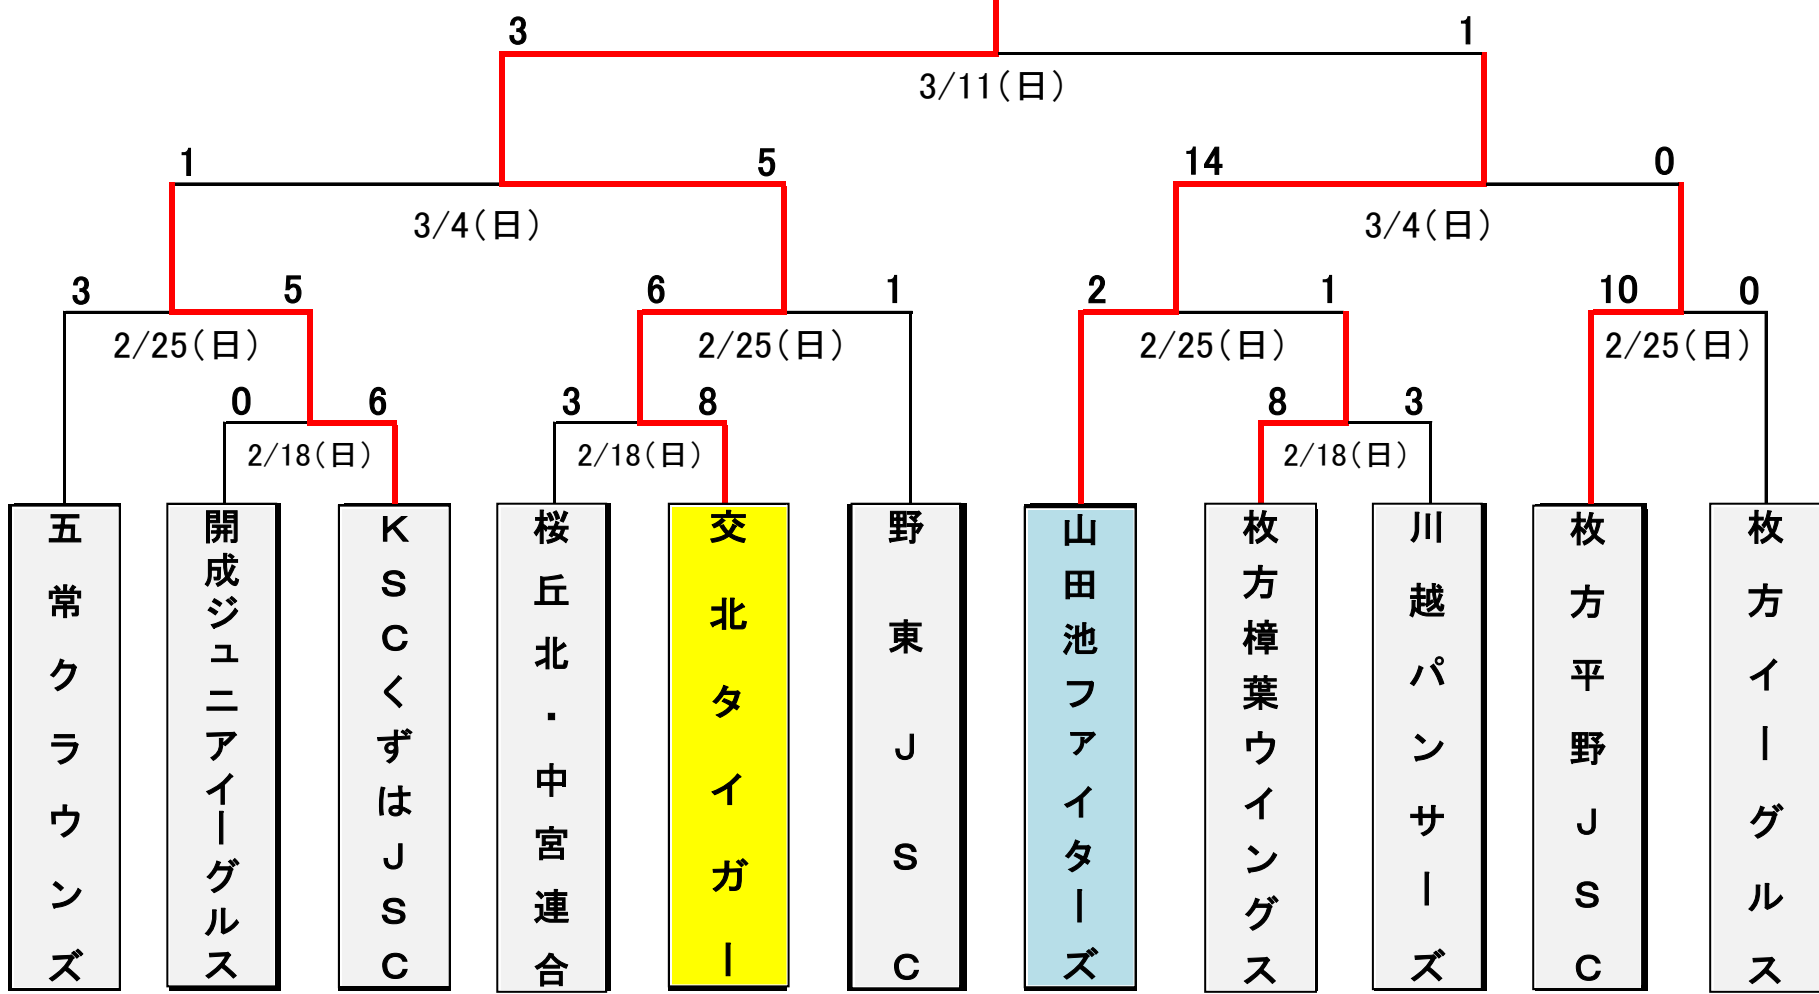 3 1
3/11(日)
1 5 14 0
3/4(日) 3/4(日)
3 5 6 1 2 1 10 0
2/25(日) 2/25(日) 2/25(日) 2/25(日)
0 6 3 8 8 3
2/18(日) 2/18(日) 2/18(日)
五常クラウンズ
開成ジュニアイーグルス
KSCくずはJSC
桜丘北・中宮連合
交北タイガー
野東JSC
山田池ファイターズ
枚方樟葉ウイングス
川越パンサーズ
枚方平野JSC
枚方イーグルス